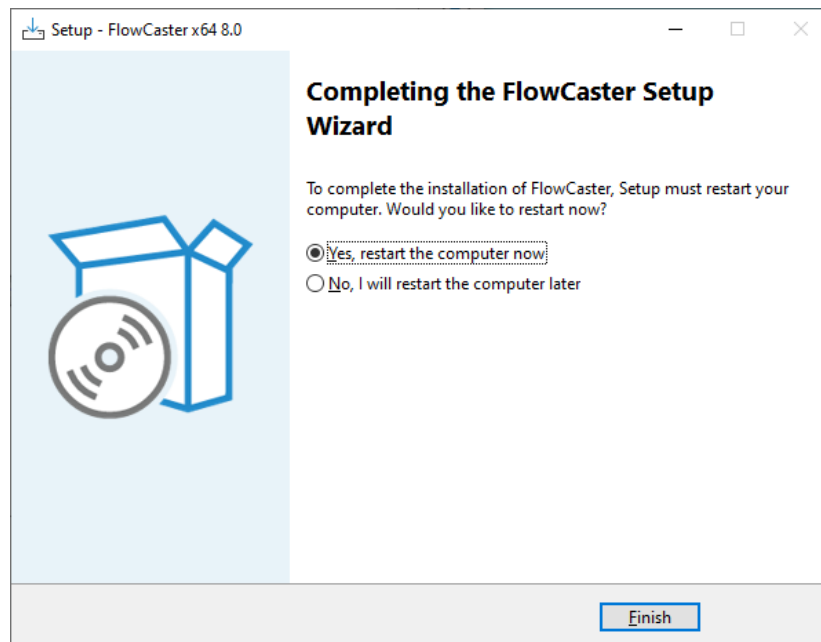 Setup - FlowCaster x64 8.0
Completing the FlowCaster Setup
Wizard
To complete the installation of FlowCaster, Setup must restart your
computer. Would you like to restart now?
Yes, restart the computer now
No, I will restart the computer later
Finish